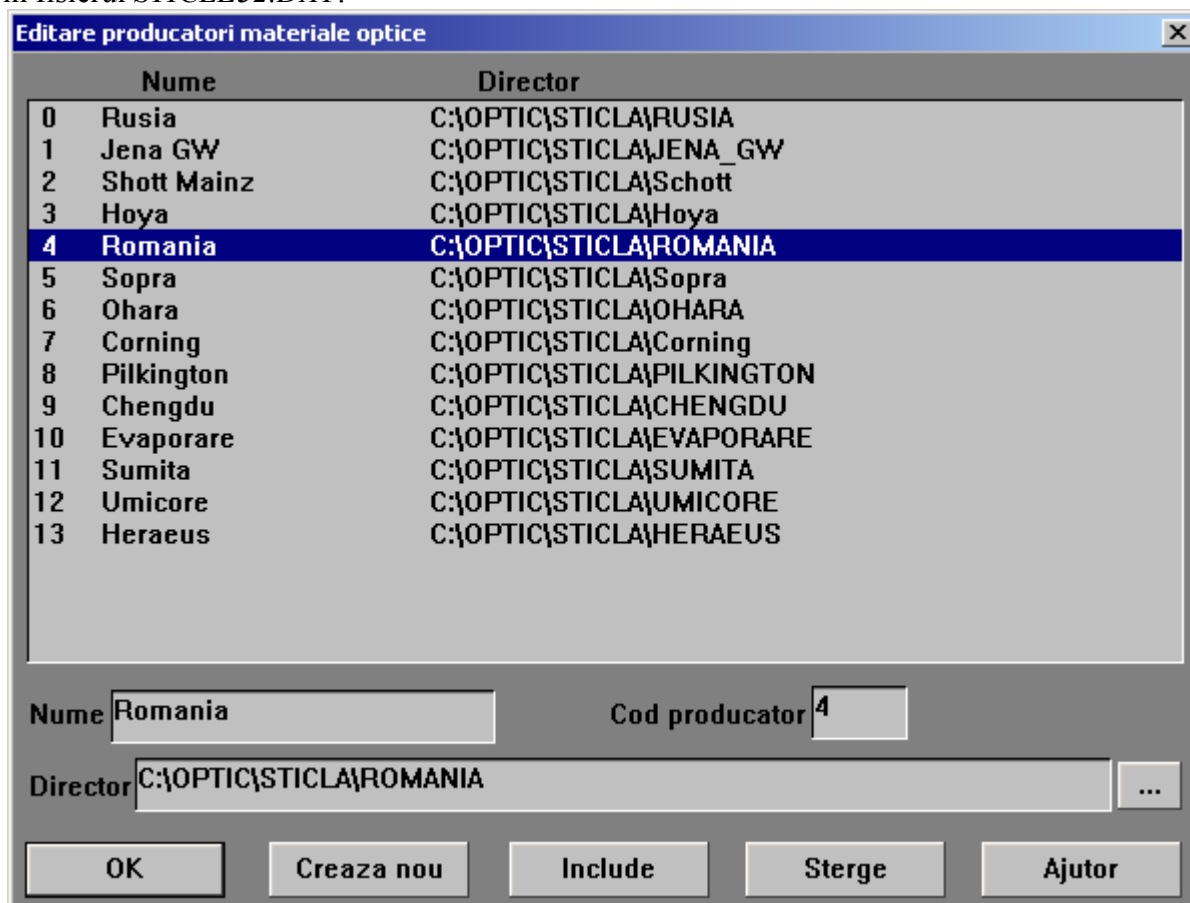 Editare producatori materiale optice
Nume Director
0 Rusia C:\OPTIC\STICLA\RUSIA
1 Jena GW C:\OPTIC\STICLA\JENA_GW
2 Shott Mainz C:\OPTIC\STICLA\Schott
3 Hoya C:\OPTIC\STICLA\Hoya
4 Romania C:\OPTIC\STICLA\ROMANIA
5 Sopra C:\OPTIC\STICLA\Sopra
6 Ohara C:\OPTIC\STICLA\OHARA
7 Corning C:\OPTIC\STICLA\Corning
8 Pilkington C:\OPTIC\STICLA\PILKINGTON
9 Chengdu C:\OPTIC\STICLA\CHENGDU
10 Evaporare C:\OPTIC\STICLA\EVAPORARE
11 Sumita C:\OPTIC\STICLA\SUMITA
12 Umicore C:\OPTIC\STICLA\UMICORE
13 Heraeus C:\OPTIC\STICLA\HERAEUS
Nume Romania Cod producator 4
Director C:\OPTIC\STICLA\ROMANIA ...
OK Creaza nou Include Sterge Ajutor